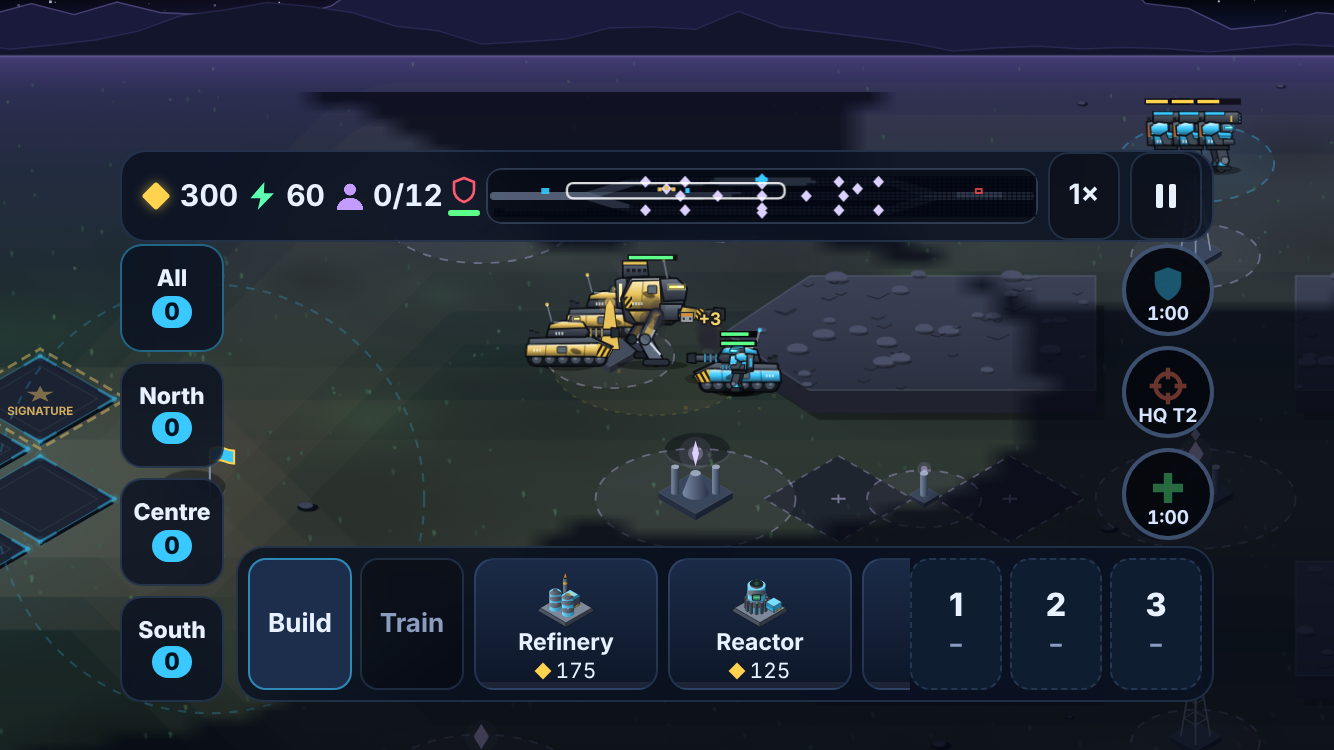 300 60 0/12
1×
+3
All
0
North
0
Centre
0
South
0
SIGNATURE
1:00
HQ T2
1:00
Build
Train
Refinery
175
Reactor
125
1
–
2
–
3
–